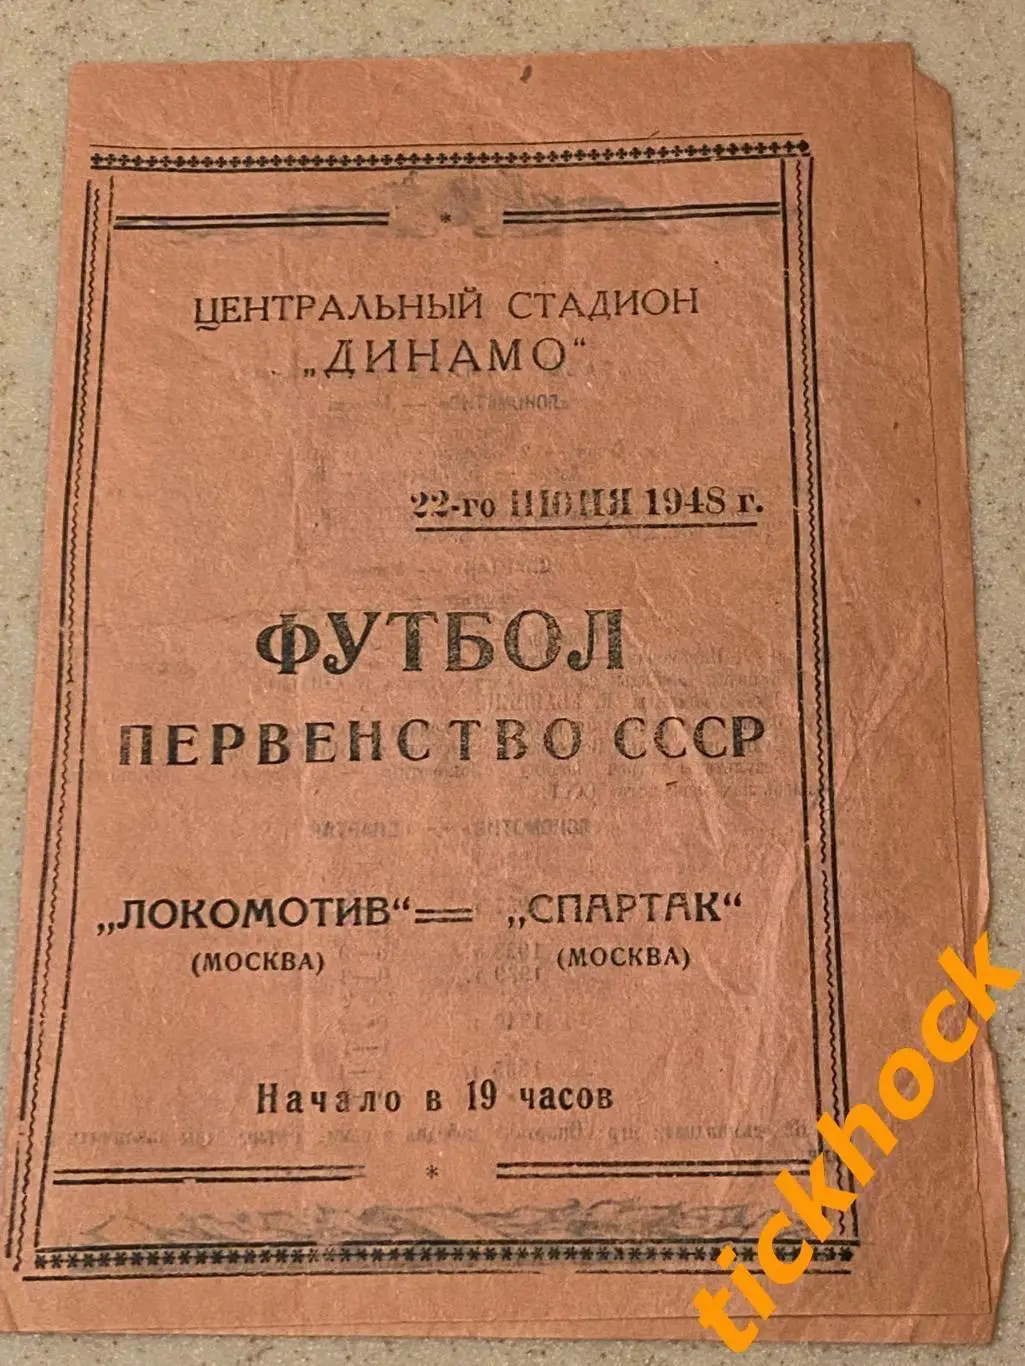 ЦЕНТРАЛЬНЫЙ СТАДИОН
„ДИНАМО“
22-го ИЮНЯ 1948 г.
ФУТБОЛ
ПЕРВЕНСТВО СССР
„ЛОКОМОТИВ“ — „СПАРТАК“
(МОСКВА) (МОСКВА)
Начало в 19 часов
tickhock